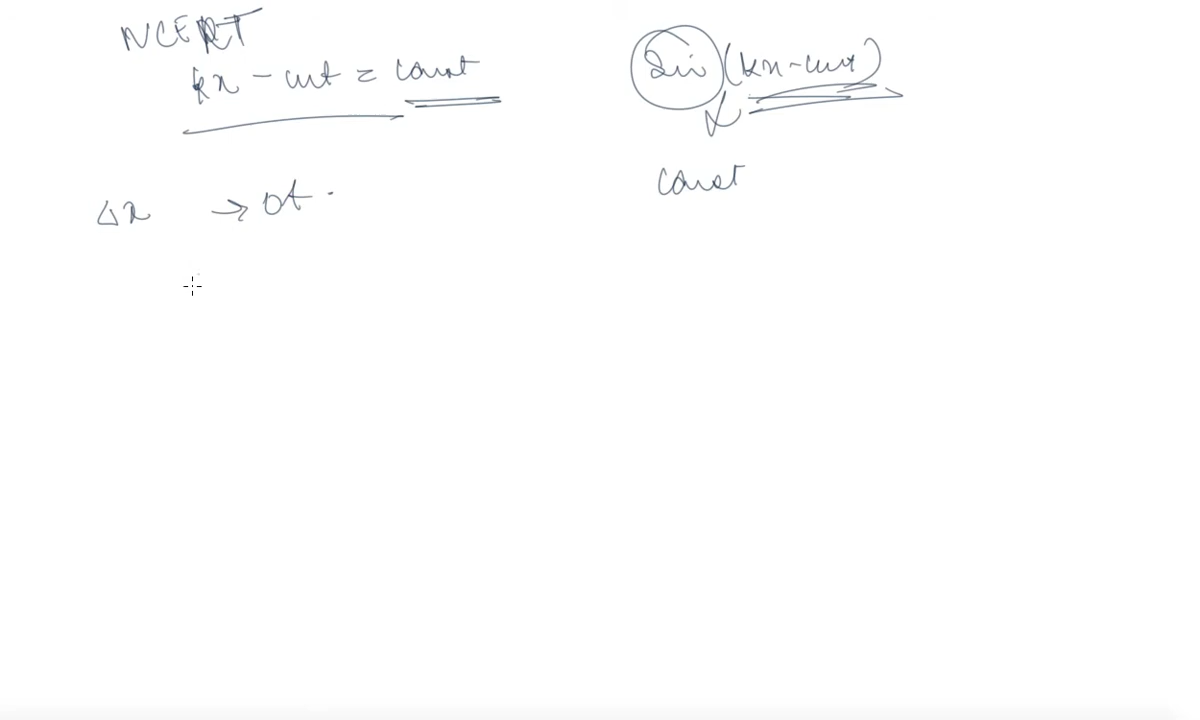 NCERT
kx - ωt = const
Sin (kx - ωt)
const
Δx → Δt.